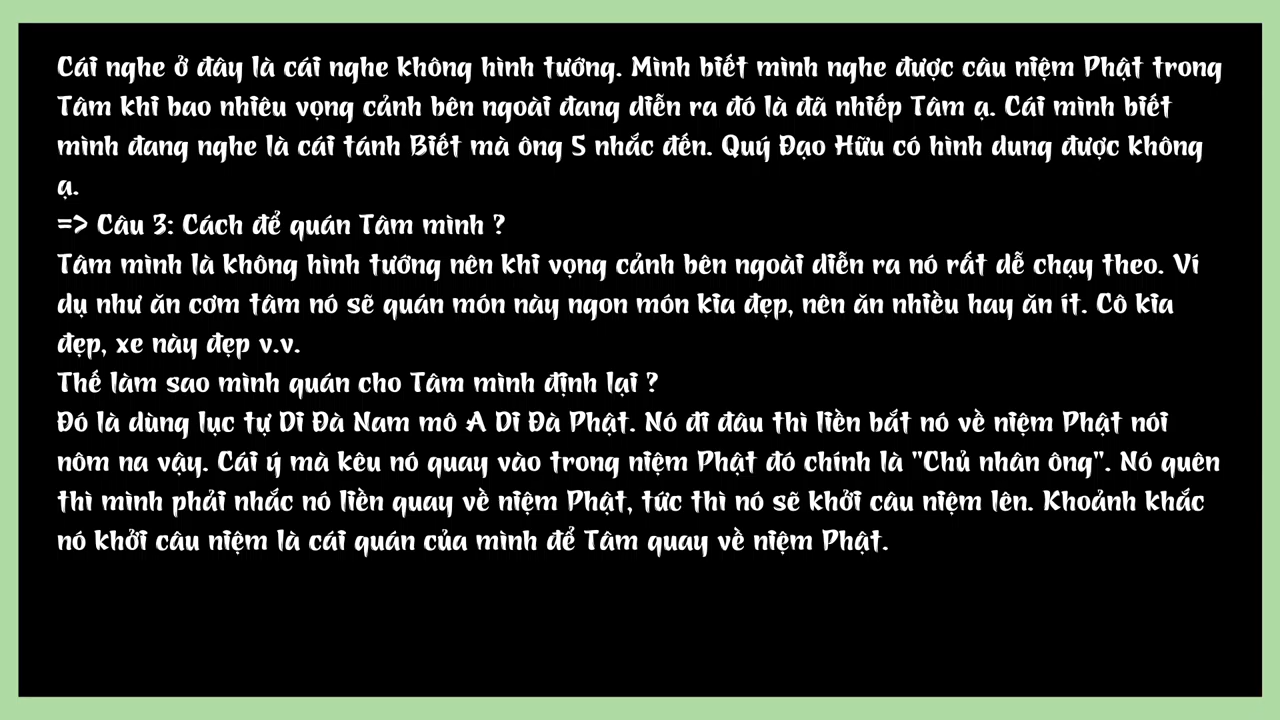 Cái nghe ở đây là cái nghe không hình tướng. Mình biết mình nghe được câu niệm Phật trong
Tâm khi bao nhiêu vọng cảnh bên ngoài đang diễn ra đó là đã nhiếp Tâm ạ. Cái mình biết
mình đang nghe là cái tánh Biết mà ông 5 nhắc đến. Quý Đạo Hữu có hình dung được không
ạ.
=> Câu 3: Cách để quán Tâm mình ?
Tâm mình là không hình tướng nên khi vọng cảnh bên ngoài diễn ra nó rất dễ chạy theo. Ví
dụ như ăn cơm tâm nó sẽ quán món này ngon món kia đẹp, nên ăn nhiều hay ăn ít. Cô kia
đẹp, xe này đẹp v.v.
Thế làm sao mình quán cho Tâm mình định lại ?
Đó là dùng lục tự Di Đà Nam mô A Di Đà Phật. Nó đi đâu thì liền bắt nó về niệm Phật nói
nôm na vậy. Cái ý mà kêu nó quay vào trong niệm Phật đó chính là "Chủ nhân ông". Nó quên
thì mình phải nhắc nó liền quay về niệm Phật, tức thì nó sẽ khởi câu niệm lên. Khoảnh khắc
nó khởi câu niệm là cái quán của mình để Tâm quay về niệm Phật.